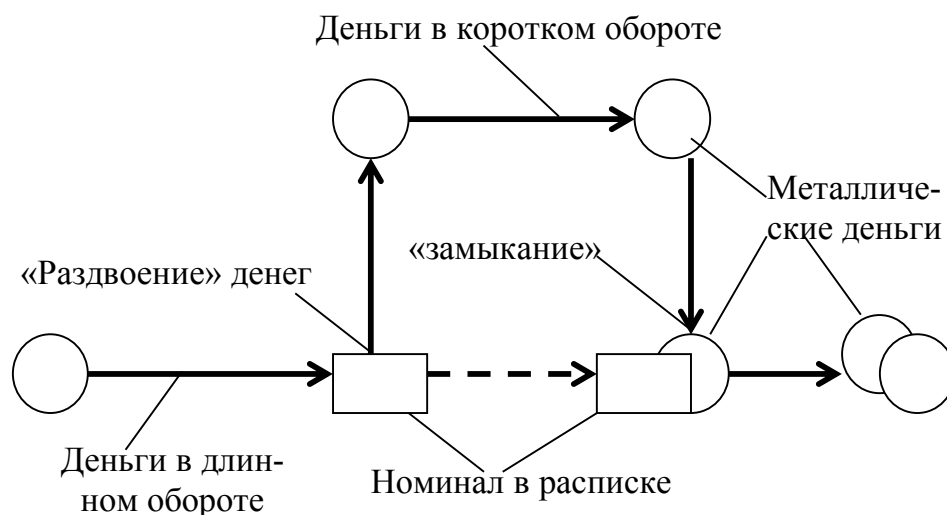 Деньги в коротком обороте
Металличе-
ские деньги
«замыкание»
«Раздвоение» денег
Деньги в длин-
ном обороте
Номинал в расписке